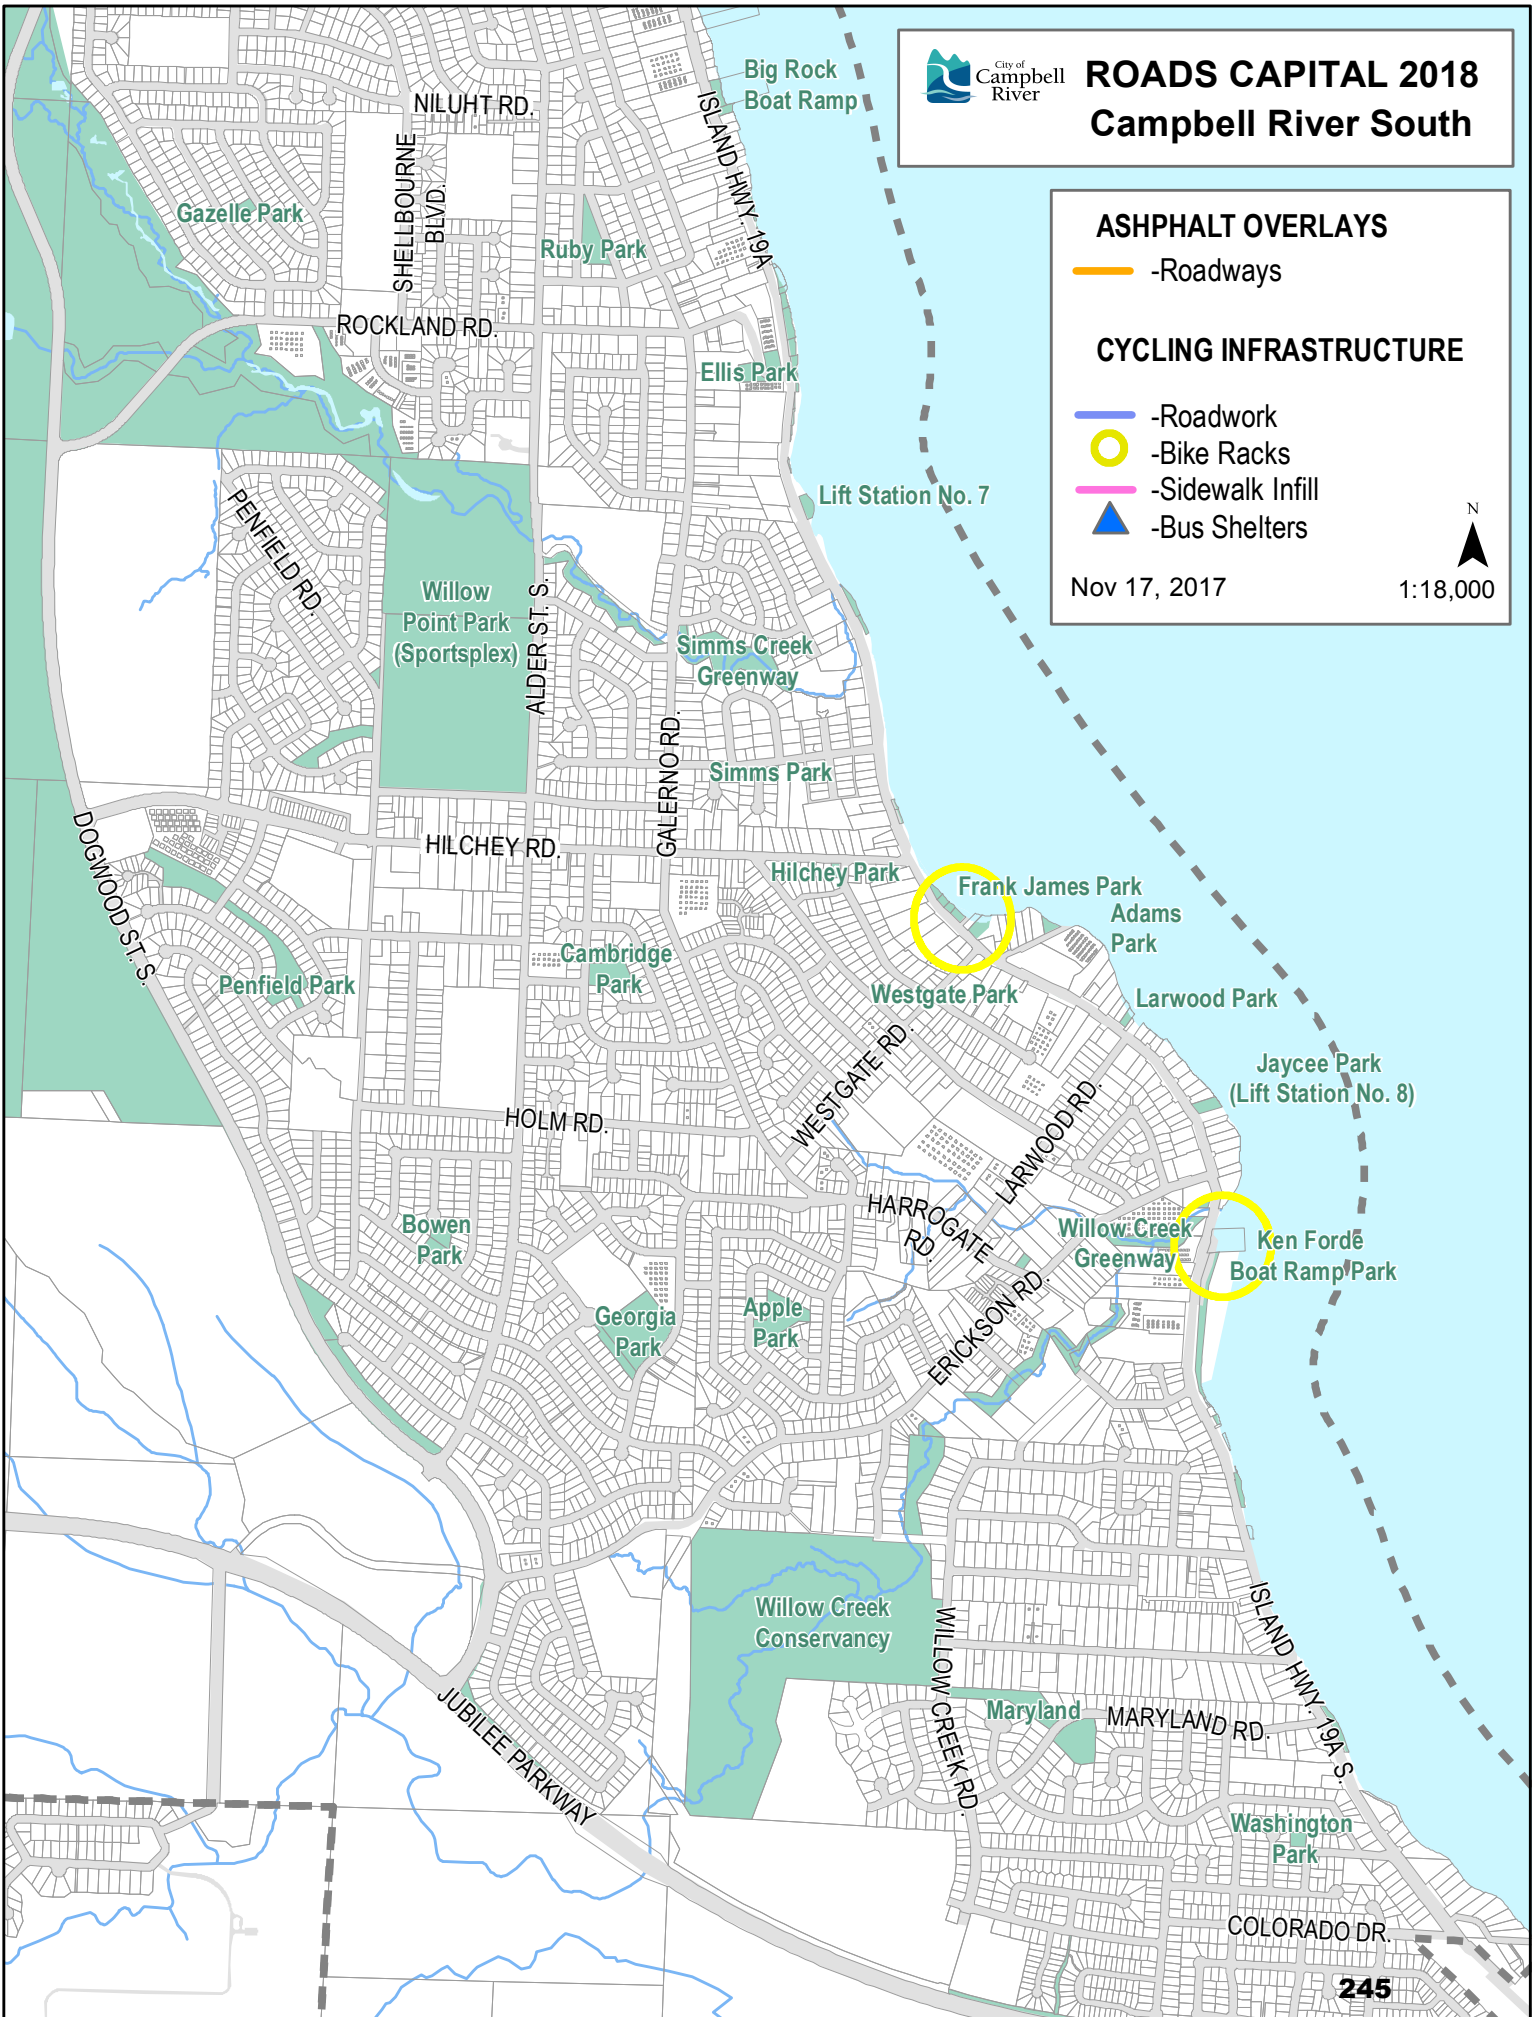 City of
Campbell
River
ROADS CAPITAL 2018
Campbell River South
ASHPHALT OVERLAYS
-Roadways
CYCLING INFRASTRUCTURE
-Roadwork
-Bike Racks
-Sidewalk Infill
-Bus Shelters
N
Nov 17, 2017
1:18,000
Big Rock
Boat Ramp
NILUHT RD.
ISLAND HWY. 19A
SHELLBOURNE
BLVD.
Gazelle Park
Ruby Park
ROCKLAND RD.
Ellis Park
Lift Station No. 7
PENFIELD RD.
Willow
Point Park
(Sportsplex)
ALDER ST. S.
Simms Creek
Greenway
GALERNO RD.
Simms Park
DOGWOOD ST. S.
HILCHEY RD.
Hilchey Park
Frank James Park
Adams
Park
Cambridge
Park
Penfield Park
Westgate Park
Larwood Park
WESTGATE RD.
Jaycee Park
(Lift Station No. 8)
LARWOOD RD.
HOLM RD.
HARROGATE
RD.
Willow Creek
Greenway
Bowen
Park
Ken Forde
Boat Ramp Park
ERICKSON RD.
Georgia
Park
Apple
Park
Willow Creek
Conservancy
WILLOW CREEK RD.
ISLAND HWY. 19A S.
JUBILEE PARKWAY
Maryland
MARYLAND RD.
Washington
Park
COLORADO DR.
245